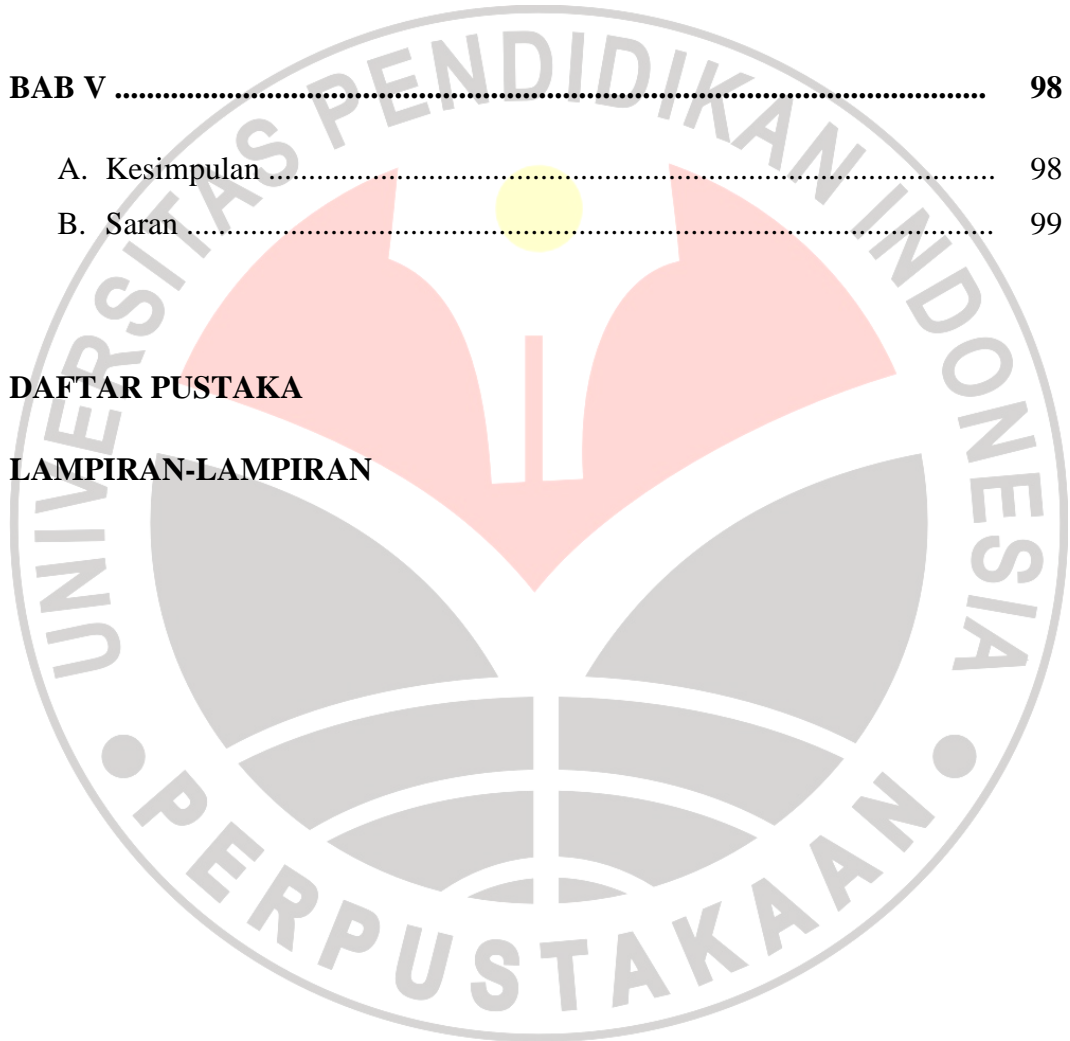 BAB V ............................................................................................................. 98
A. Kesimpulan ........................................................................................... 98
B. Saran ..................................................................................................... 99
DAFTAR PUSTAKA
LAMPIRAN-LAMPIRAN
UNIVERSITAS PENDIDIKAN INDONESIA
PERPUSTAKAAN